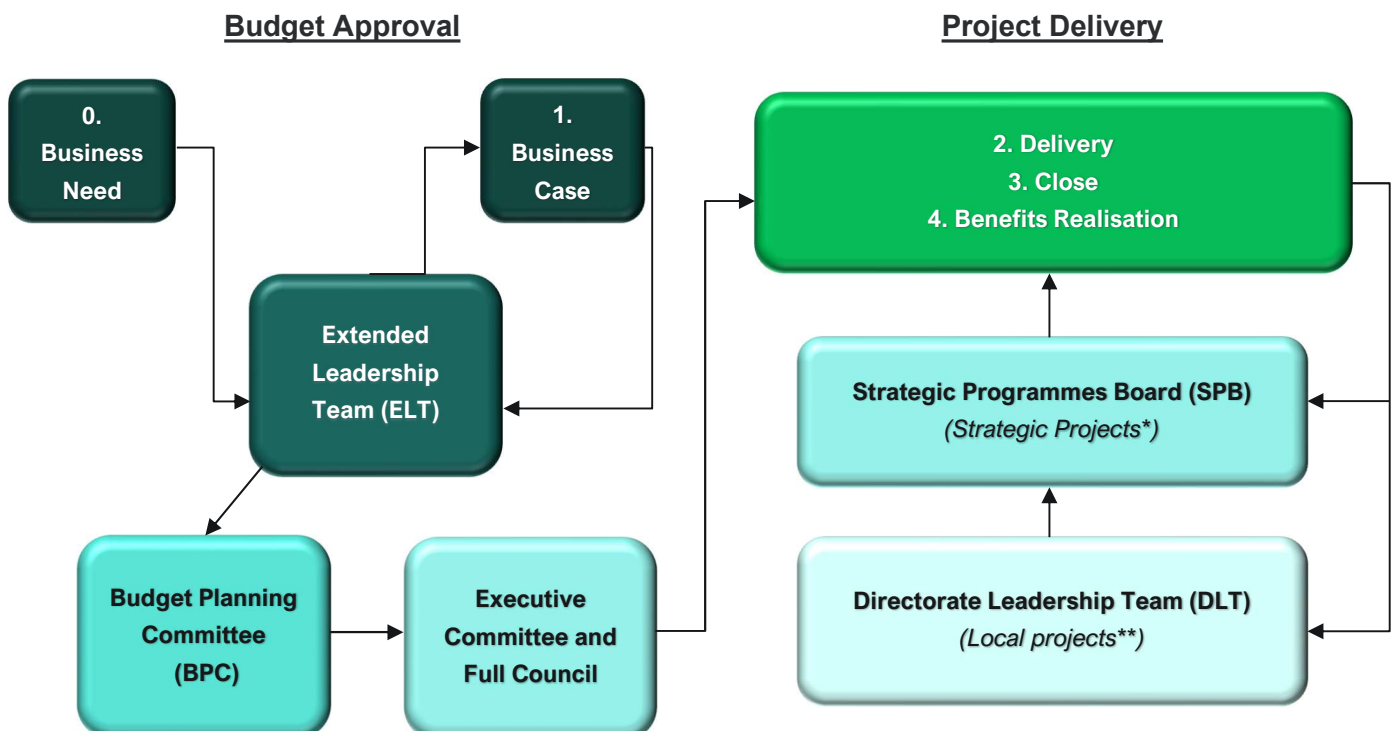 Budget Approval
Project Delivery
0.
Business
Need
1.
Business
Case
2. Delivery
3. Close
4. Benefits Realisation
Extended
Leadership
Team (ELT)
Strategic Programmes Board (SPB)
(Strategic Projects*)
Budget Planning
Committee
(BPC)
Executive
Committee and
Full Council
Directorate Leadership Team (DLT)
(Local projects**)